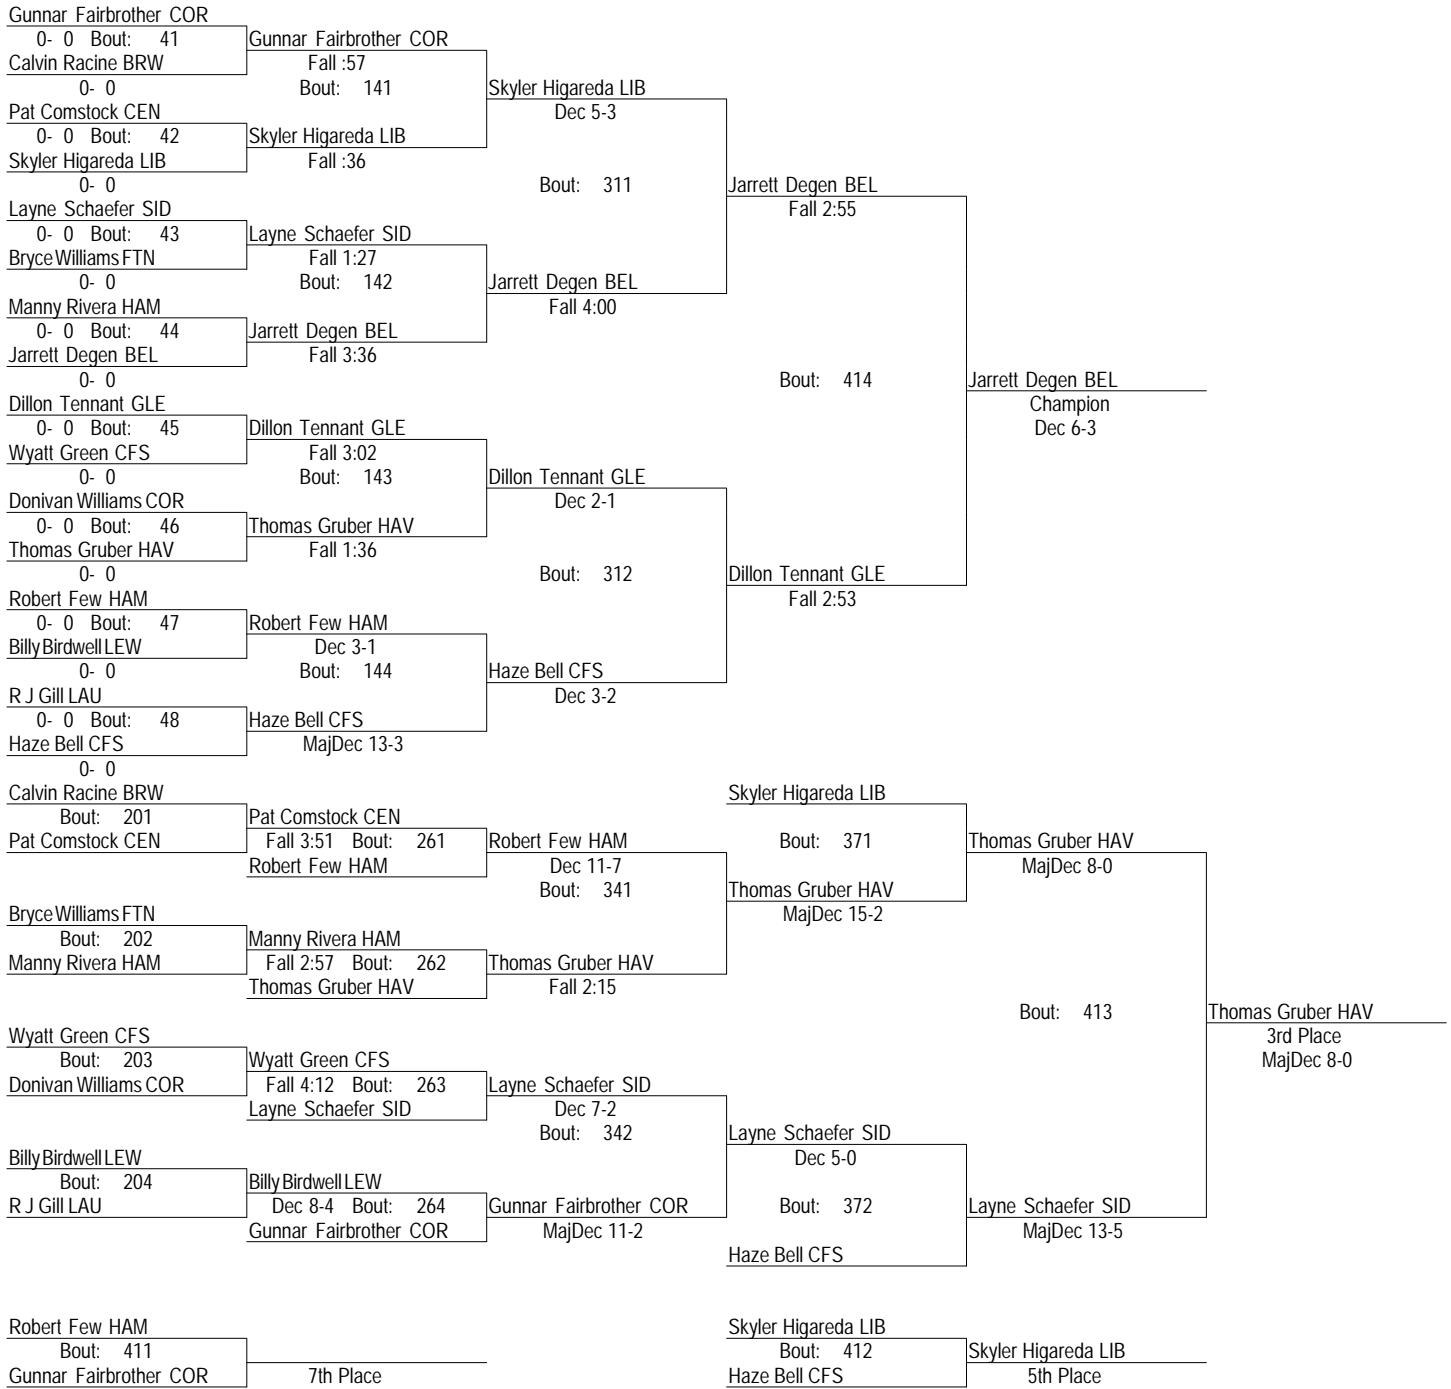 Gunnar Fairbrother COR
0- 0 Bout: 41
Gunnar Fairbrother COR
Calvin Racine BRW
Fall :57
0- 0
Bout: 141
Skyler Higareda LIB
Pat Comstock CEN
Dec 5-3
0- 0 Bout: 42
Skyler Higareda LIB
Skyler Higareda LIB
Fall :36
0- 0
Bout: 311
Jarrett Degen BEL
Layne Schaefer SID
Fall 2:55
0- 0 Bout: 43
Layne Schaefer SID
Bryce Williams FTN
Fall 1:27
0- 0
Bout: 142
Jarrett Degen BEL
Manny Rivera HAM
Fall 4:00
0- 0 Bout: 44
Jarrett Degen BEL
Jarrett Degen BEL
Fall 3:36
0- 0
Bout: 414
Jarrett Degen BEL
Dillon Tennant GLE
Champion
0- 0 Bout: 45
Dillon Tennant GLE
Dec 6-3
Wyatt Green CFS
Fall 3:02
0- 0
Bout: 143
Dillon Tennant GLE
Donivan Williams COR
Dec 2-1
0- 0 Bout: 46
Thomas Gruber HAV
Thomas Gruber HAV
Fall 1:36
0- 0
Bout: 312
Dillon Tennant GLE
Robert Few HAM
Fall 2:53
0- 0 Bout: 47
Robert Few HAM
Billy Birdwell LEW
Dec 3-1
0- 0
Bout: 144
Haze Bell CFS
R J Gill LAU
Dec 3-2
0- 0 Bout: 48
Haze Bell CFS
Haze Bell CFS
MajDec 13-3
0- 0
Calvin Racine BRW
Skyler Higareda LIB
Bout: 201
Pat Comstock CEN
Pat Comstock CEN
Fall 3:51 Bout: 261
Robert Few HAM
Bout: 371
Thomas Gruber HAV
Robert Few HAM
Dec 11-7
MajDec 8-0
Bout: 341
Thomas Gruber HAV
Bryce Williams FTN
MajDec 15-2
Bout: 202
Manny Rivera HAM
Manny Rivera HAM
Fall 2:57 Bout: 262
Thomas Gruber HAV
Thomas Gruber HAV
Fall 2:15
Bout: 413
Thomas Gruber HAV
Wyatt Green CFS
3rd Place
Bout: 203
Wyatt Green CFS
MajDec 8-0
Donivan Williams COR
Fall 4:12 Bout: 263
Layne Schaefer SID
Layne Schaefer SID
Dec 7-2
Bout: 342
Layne Schaefer SID
Billy Birdwell LEW
Dec 5-0
Bout: 204
Billy Birdwell LEW
R J Gill LAU
Dec 8-4 Bout: 264
Gunnar Fairbrother COR
Bout: 372
Layne Schaefer SID
Gunnar Fairbrother COR
MajDec 11-2
MajDec 13-5
Haze Bell CFS
Robert Few HAM
Skyler Higareda LIB
Bout: 411
Bout: 412
Skyler Higareda LIB
Gunnar Fairbrother COR
7th Place
Haze Bell CFS
5th Place